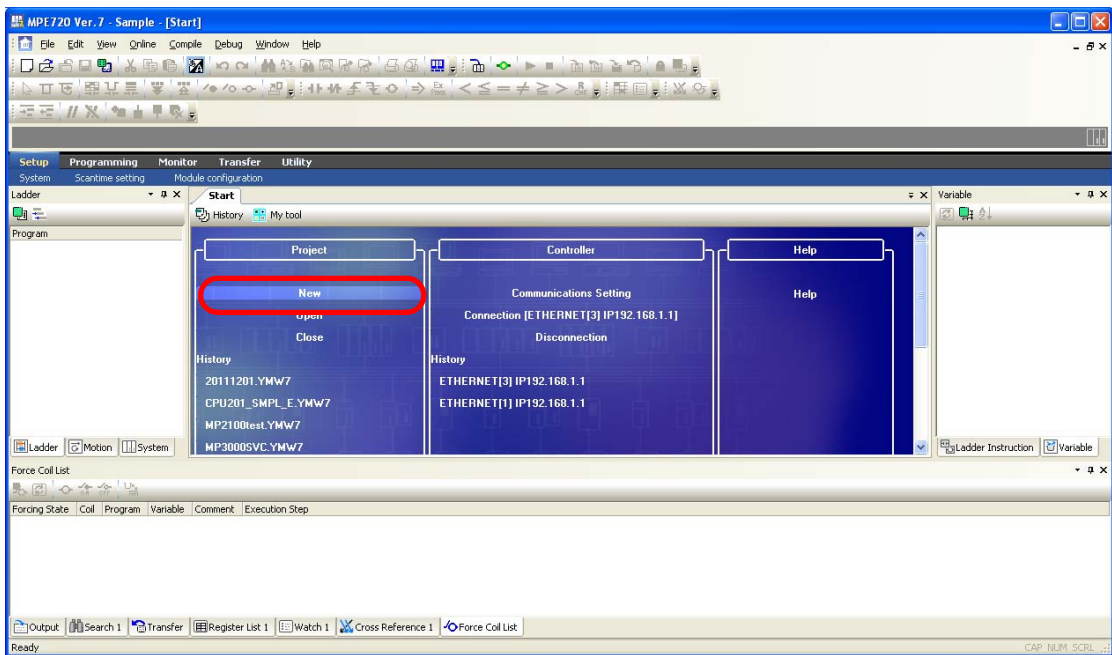 MPE720 Ver.7 - Sample - [Start]
File Edit View Online Compile Debug Window Help
Setup Programming Monitor Transfer Utility
System Scantime setting Module configuration
Ladder
Program
Start
History My tool
Project Controller Help
New Communications Setting Help
Open Connection [ETHERNET[3] IP192.168.1.1]
Close Disconnection
History History
20111201.YMW7 ETHERNET[3] IP192.168.1.1
CPU201_SMPL_E.YMW7 ETHERNET[1] IP192.168.1.1
MP2100test.YMW7
MP3000SVC.YMW7
Variable
Ladder Motion System
Ladder Instruction Variable
Force Coil List
Forcing State Coil Program Variable Comment Execution Step
Output Search 1 Transfer Register List 1 Watch 1 Cross Reference 1 Force Coil List
Ready CAP NUM SCRL